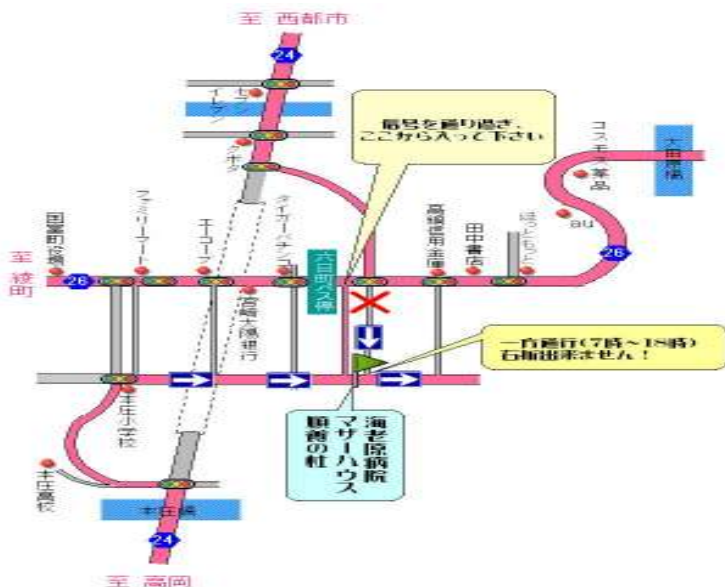 至 西都市
24
セブン
イレブン
クボタ
信号を通り過ぎ、
ここから入って下さい
コスモス薬品
太田原橋
au
26
ほっともっと
田中書店
高鍋信用金庫
六日町バス停
タイガーパチンコ
エーコープ
ファミリーマート
国富町役場
至 綾町
26
宮崎太陽銀行
一方通行(7時～18時)
右折出来ません!
海老原病院
マザーハウス
順養の杜
本庄小学校
本庄高校
本庄橋
24
至 高岡